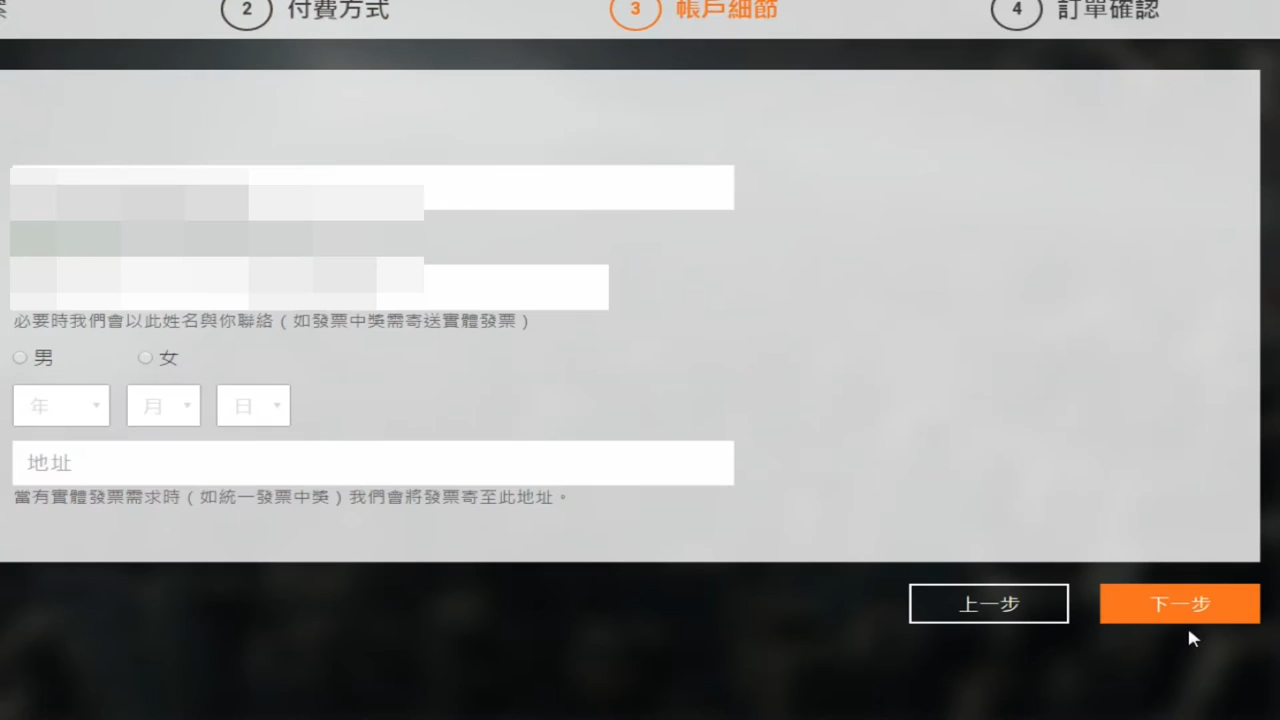 2 付費方式
3 帳戶細節
4 訂單確認
必要時我們會以此姓名與你聯絡（如發票中獎需寄送實體發票）
男 女
年 月 日
地址
當有實體發票需求時（如統一發票中獎）我們會將發票寄至此地址。
上一步 下一步